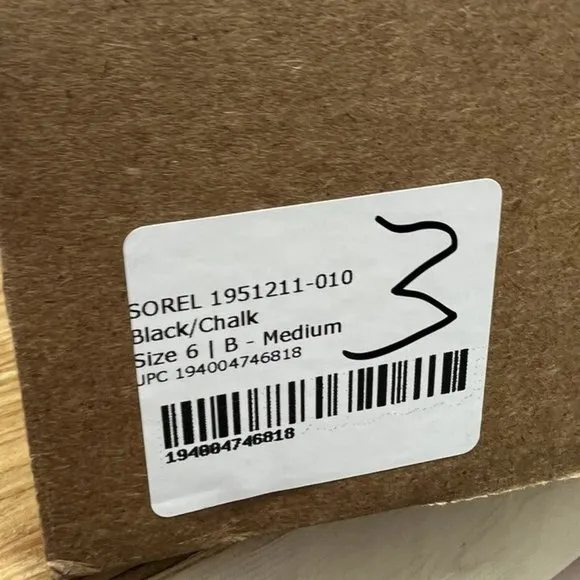 SOREL 1951211-010
Black/Chalk
Size 6 | B - Medium
UPC 194004746818
194004746818
3